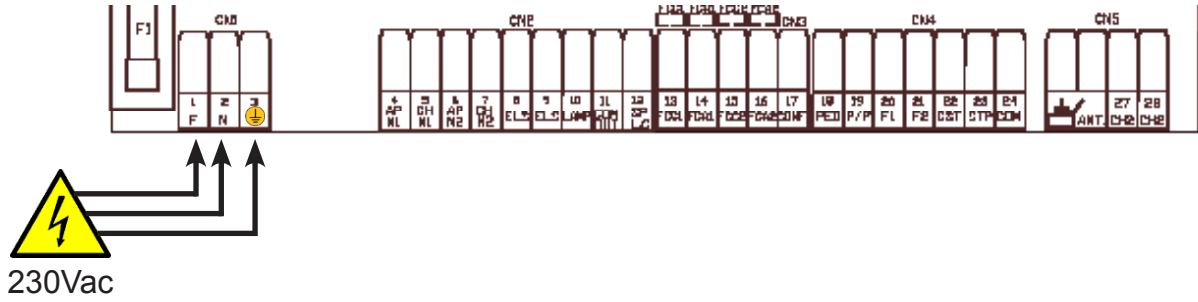 F1
CN1
CN2
CN3
CN4
CN5
1 2 3
F N
4 5 6 7 8 9 10 11 12
AP CH AP CH ELS ELS LAMP
M1 M1 M2 M2
13 14 15 16 17
FCC1 FCA1 FCC2 FCA2 COMF
18 19 20 21 22 23 24
PED P/P F1 F2 CST STP COM
27 28
ANT. CH2 CH2
230Vac